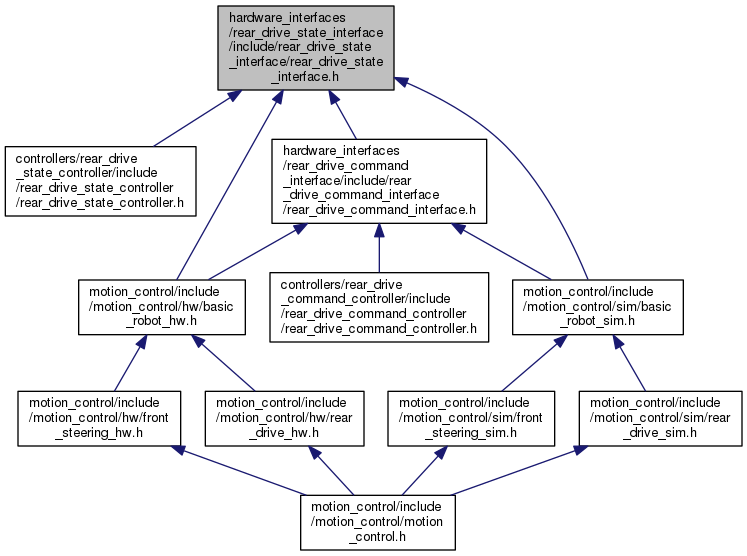 hardware_interfaces
/rear_drive_state_interface
/include/rear_drive_state
_interface/rear_drive_state
_interface.h
controllers/rear_drive
_state_controller/include
/rear_drive_state_controller
/rear_drive_state_controller.h
hardware_interfaces
/rear_drive_command
_interface/include/rear
_drive_command_interface
/rear_drive_command_interface.h
motion_control/include
/motion_control/hw/basic
_robot_hw.h
controllers/rear_drive
_command_controller/include
/rear_drive_command_controller
/rear_drive_command_controller.h
motion_control/include
/motion_control/sim/basic
_robot_sim.h
motion_control/include
/motion_control/hw/front
_steering_hw.h
motion_control/include
/motion_control/hw/rear
_drive_hw.h
motion_control/include
/motion_control/sim/front
_steering_sim.h
motion_control/include
/motion_control/sim/rear
_drive_sim.h
motion_control/include
/motion_control/motion
_control.h